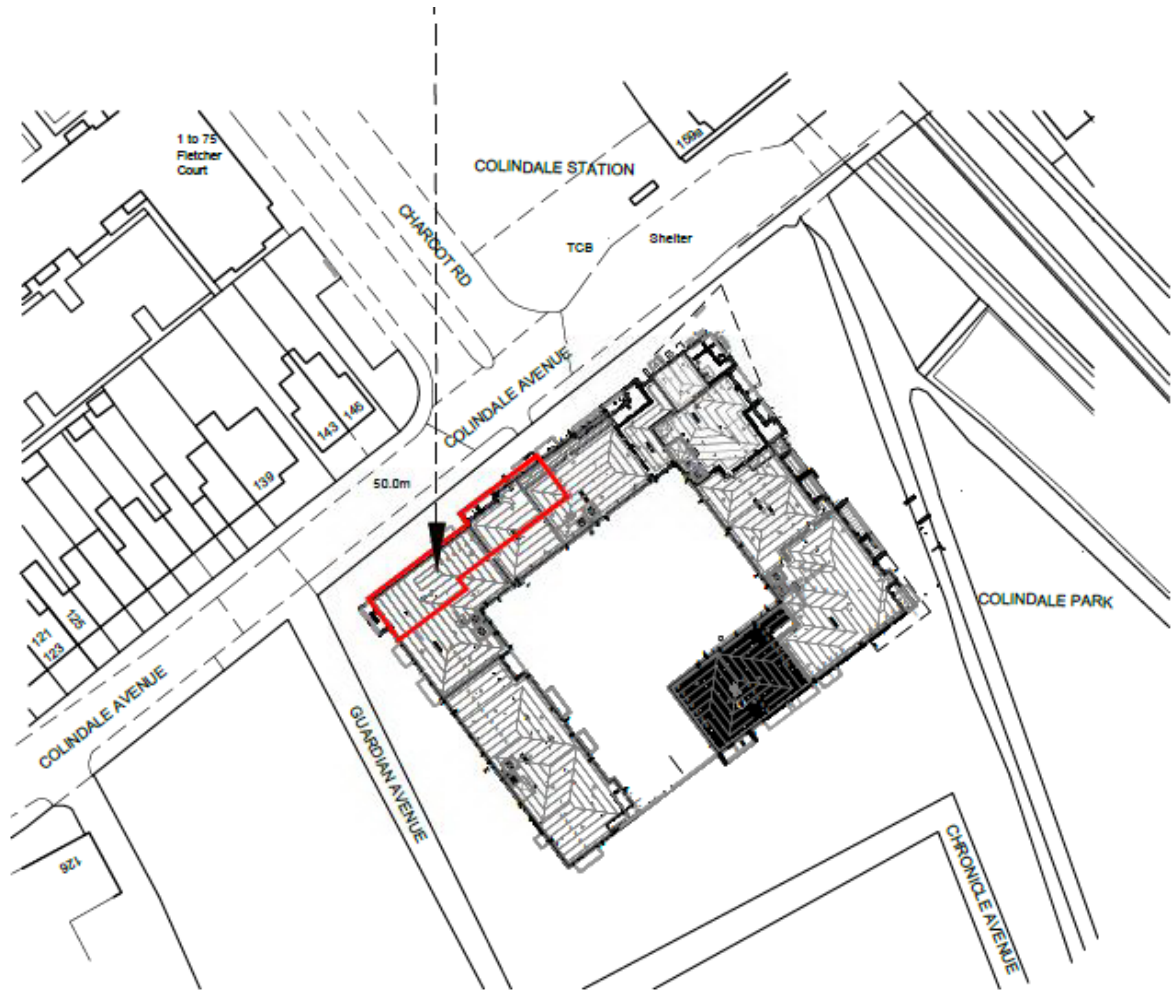 1 to 75
Fletcher
Court
159a
COLINDALE STATION
CHARCOT RD
TCB
Shelter
COLINDALE AVENUE
146
143
139
50.0m
125
121
123
COLINDALE PARK
COLINDALE AVENUE
GUARDIAN AVENUE
126
CHRONICLE AVENUE